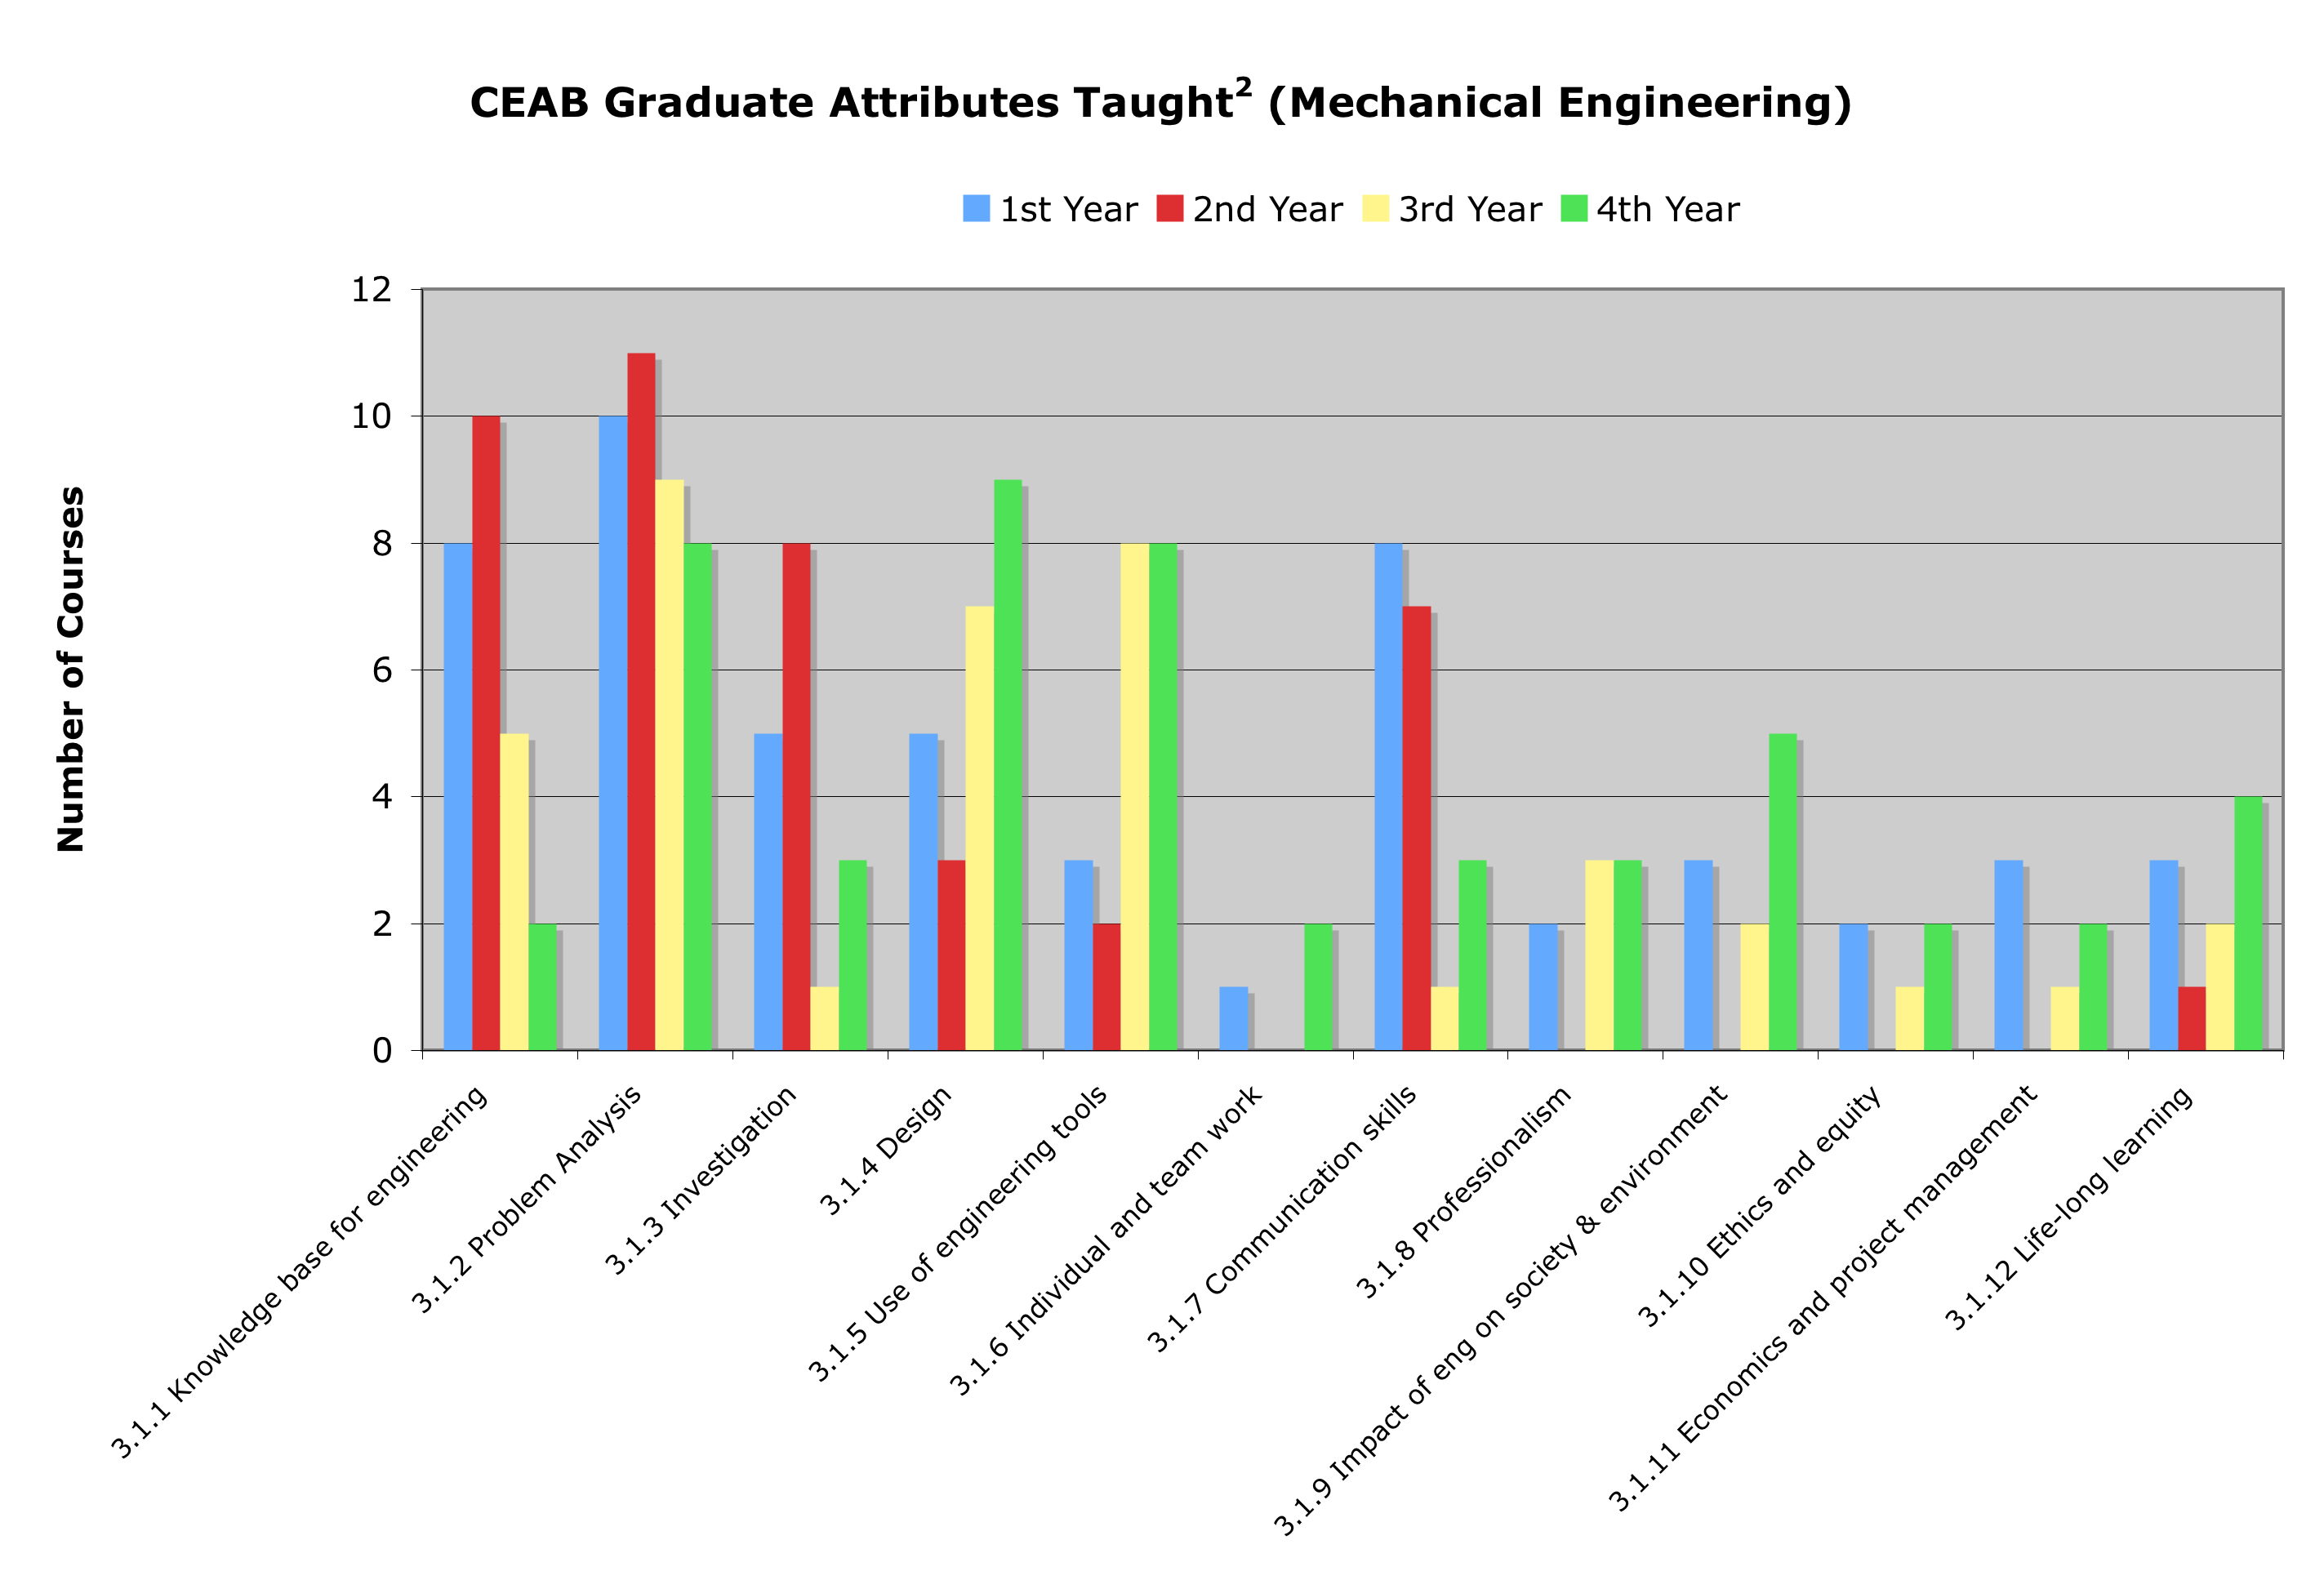 CEAB Graduate Attributes Taught² (Mechanical Engineering)
1st Year 2nd Year 3rd Year 4th Year
Number of Courses
12
10
8
6
4
2
0
3.1.1 Knowledge base for engineering
3.1.2 Problem Analysis
3.1.3 Investigation
3.1.4 Design
3.1.5 Use of engineering tools
3.1.6 Individual and team work
3.1.7 Communication skills
3.1.8 Professionalism
3.1.9 Impact of eng on society & environment
3.1.10 Ethics and equity
3.1.11 Economics and project management
3.1.12 Life-long learning